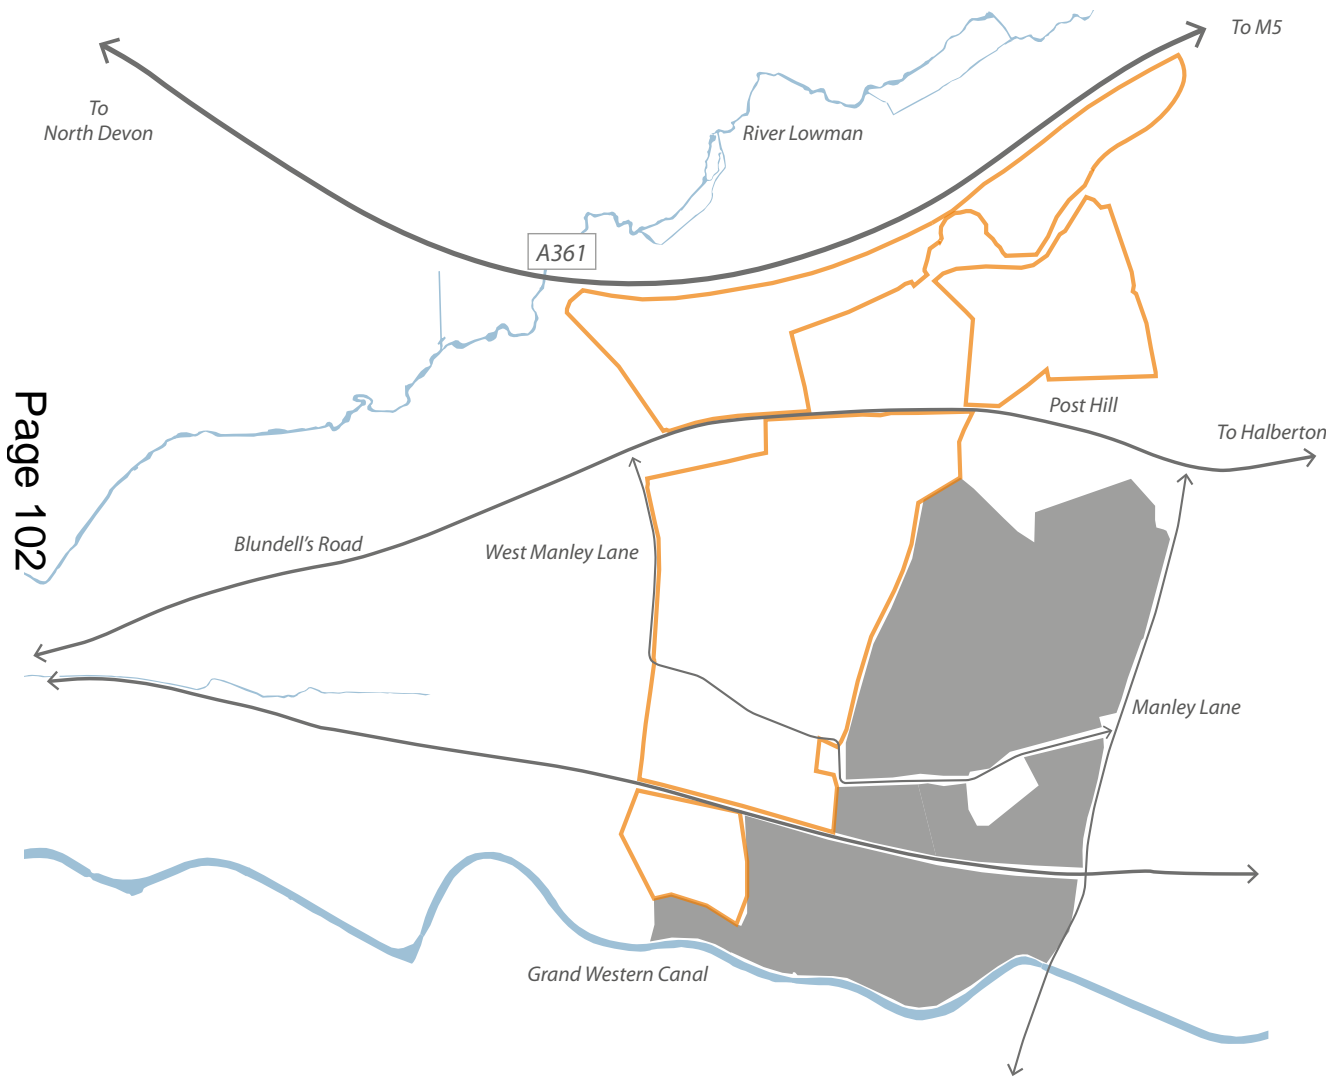 To M5
To
North Devon
River Lowman
A361
Post Hill
To Halberton
Page 102
Blundell’s Road
West Manley Lane
Manley Lane
Grand Western Canal